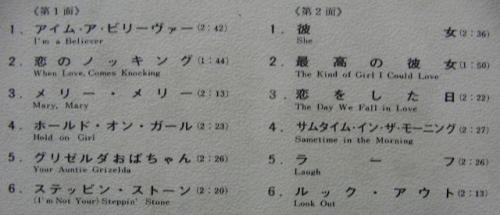 《第1面》
1. アイム・ア・ビリーヴァー(2:42)
I'm a Believer
2. 恋のノッキング(1:44)
When Love Comes Knocking
3. メリー・メリー(2:13)
Mary, Mary
4. ホールド・オン・ガール(2:23)
Hold on Girl
5. グリゼルダおばちゃん(2:26)
Your Auntie Grizelda
6. ステッピン・ストーン(2:20)
(I'm Not Your) Steppin' Stone
《第2面》
1. 彼女(2:36)
She
2. 最高の彼女(1:50)
The Kind of Girl I Could Love
3. 恋をした日(2:22)
The Day We Fall in Love
4. サムタイム・イン・ザ・モーニング(2:27)
Sametime in the Morning
5. ラーフ(2:26)
Laugh
6. ルック・アウト(2:13)
Look Out